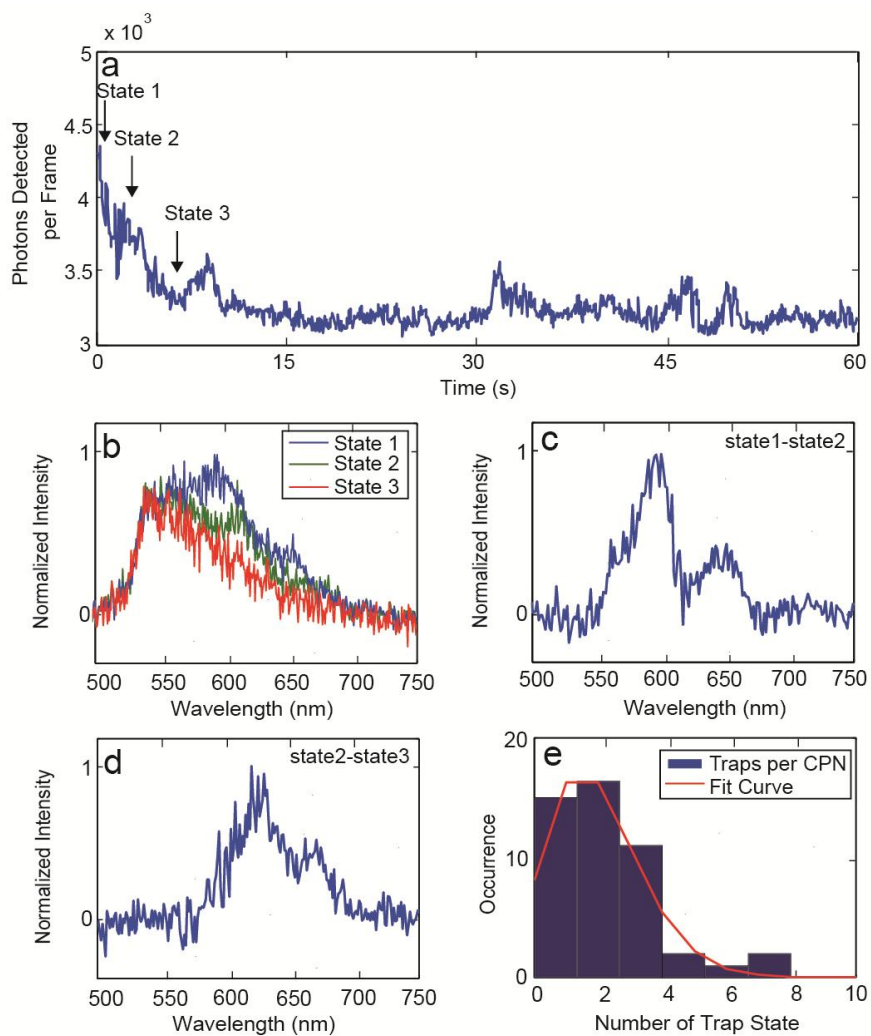 x 10³
a
5
4.5
4
3.5
3
State 1
State 2
State 3
Photons Detected
per Frame
0 15 30 45 60
Time (s)
b
State 1
State 2
State 3
1
0
Normalized Intensity
500 550 600 650 700 750
Wavelength (nm)
c
state1-state2
1
0
Normalized Intensity
500 550 600 650 700 750
Wavelength (nm)
d
state2-state3
1
0
Normalized Intensity
500 550 600 650 700 750
Wavelength (nm)
e
Traps per CPN
Fit Curve
20
10
0
Occurrence
0 2 4 6 8 10
Number of Trap State